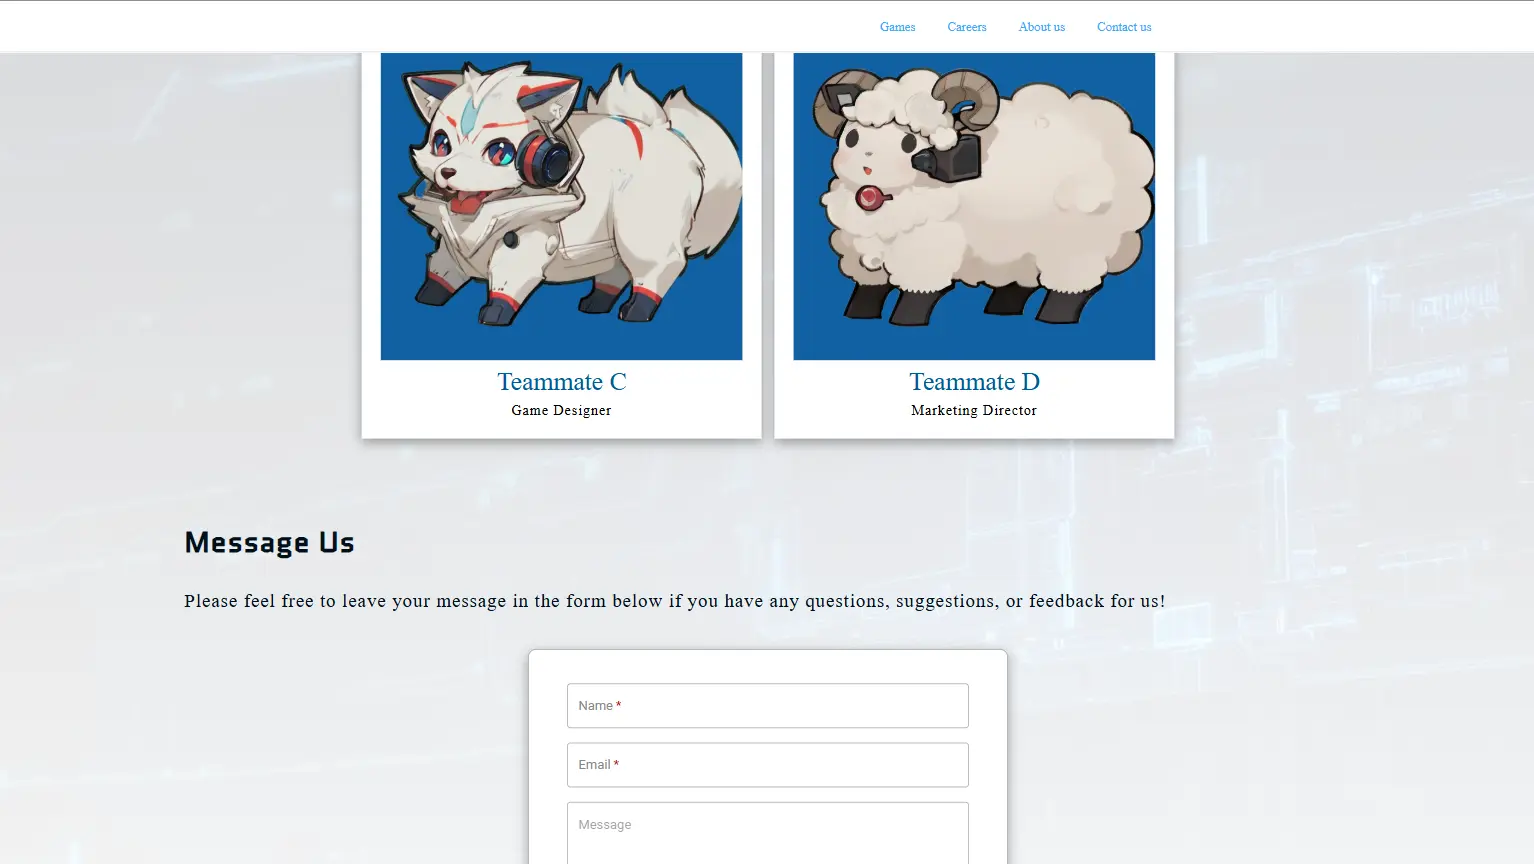 Games Careers About us Contact us
Teammate C
Game Designer
Teammate D
Marketing Director
Message Us
Please feel free to leave your message in the form below if you have any questions, suggestions, or feedback for us!
Name *
Email *
Message